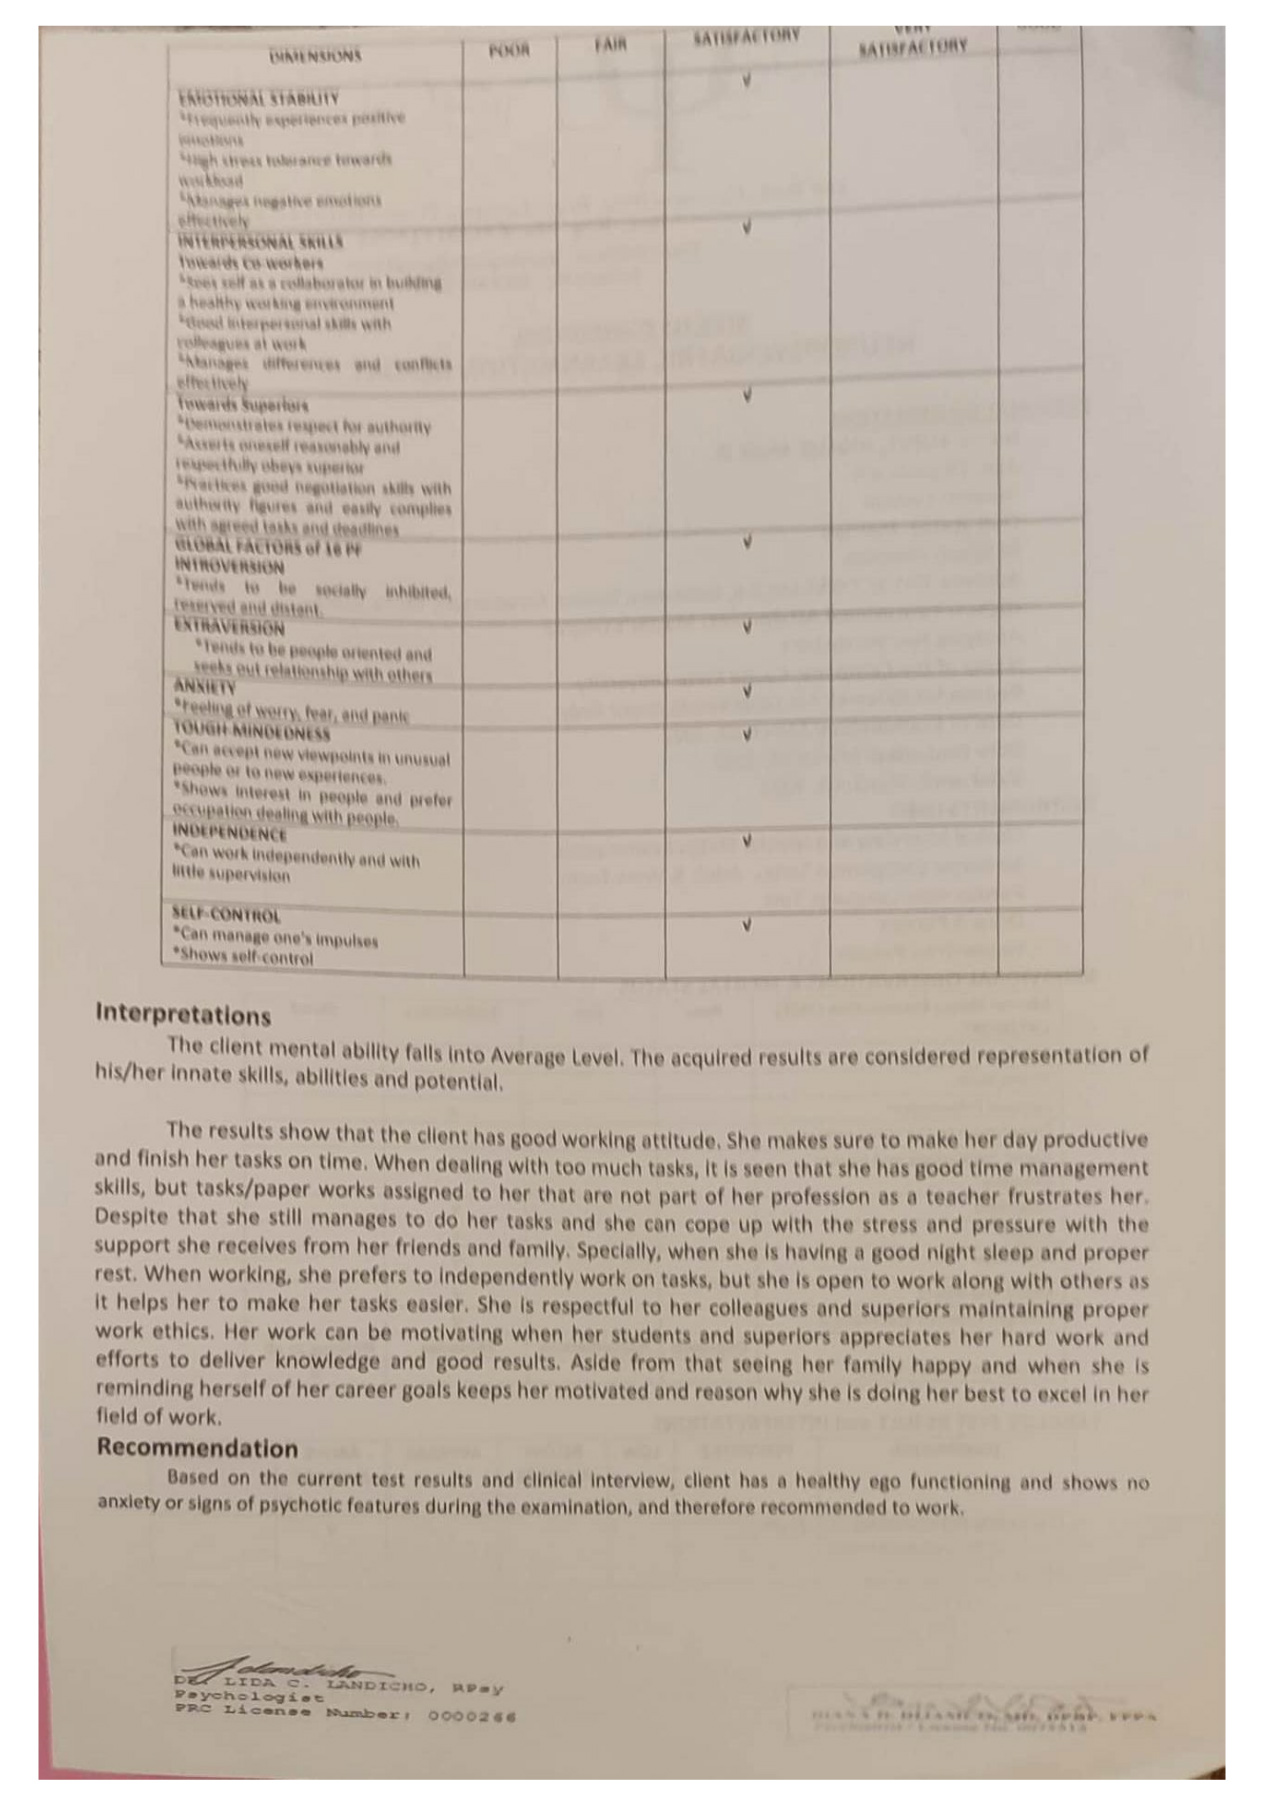 DIMENSIONS POOR FAIR SATISFACTORY VERY
SATISFACTORY
√
EMOTIONAL STABILITY
*Frequently experiences positive
emotions
*High stress tolerance towards
workload
*Manages negative emotions
effectively
√
INTERPERSONAL SKILLS
Towards Co-workers
*Sees self as a collaborator in building
a healthy working environment
*Good interpersonal skills with
colleagues at work
*Manages differences and conflicts
effectively
√
Towards Superiors
*Demonstrates respect for authority
*Asserts oneself reasonably and
respectfully obeys superior
*Practices good negotiation skills with
authority figures and easily complies
with agreed tasks and deadlines
√
GLOBAL FACTORS of 16 PF
INTROVERSION
*Tends to be socially inhibited,
reserved and distant.
EXTRAVERSION √
*Tends to be people oriented and
seeks out relationship with others
ANXIETY √
*Feeling of worry, fear, and panic
TOUGH-MINDEDNESS √
*Can accept new viewpoints in unusual
people or to new experiences.
*Shows interest in people and prefer
occupation dealing with people.
INDEPENDENCE √
*Can work independently and with
little supervision
SELF-CONTROL √
*Can manage one's impulses
*Shows self-control
Interpretations
The client mental ability falls into Average Level. The acquired results are considered representation of
his/her innate skills, abilities and potential.
The results show that the client has good working attitude. She makes sure to make her day productive
and finish her tasks on time. When dealing with too much tasks, it is seen that she has good time management
skills, but tasks/paper works assigned to her that are not part of her profession as a teacher frustrates her.
Despite that she still manages to do her tasks and she can cope up with the stress and pressure with the
support she receives from her friends and family. Specially, when she is having a good night sleep and proper
rest. When working, she prefers to independently work on tasks, but she is open to work along with others as
it helps her to make her tasks easier. She is respectful to her colleagues and superiors maintaining proper
work ethics. Her work can be motivating when her students and superiors appreciates her hard work and
efforts to deliver knowledge and good results. Aside from that seeing her family happy and when she is
reminding herself of her career goals keeps her motivated and reason why she is doing her best to excel in her
field of work.
Recommendation
Based on the current test results and clinical interview, client has a healthy ego functioning and shows no
anxiety or signs of psychotic features during the examination, and therefore recommended to work.
LIDA C. LANDICHO, RPsy
Psychologist
PRC License Number: 0000266